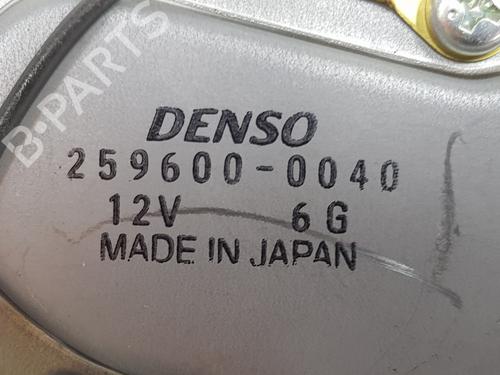 B-PARTS
DENSO
259600-0040
12V 6G
MADE IN JAPAN